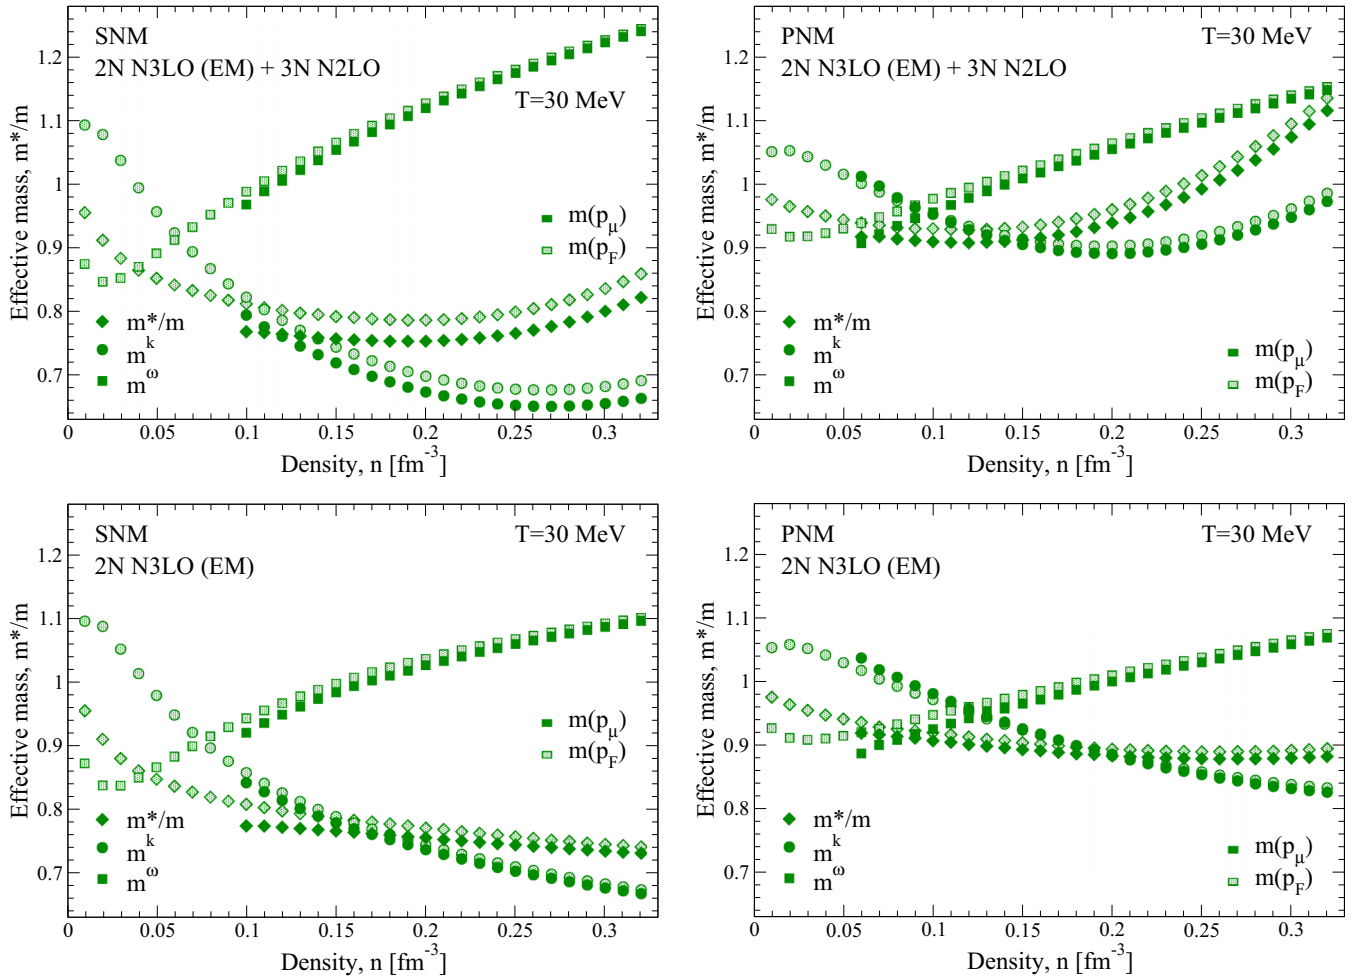 SNM
2N N3LO (EM) + 3N N2LO
T=30 MeV
m(pμ)
m(pF)
m*/m
m^k
m^ω
Effective mass, m*/m
1.2
1.1
1
0.9
0.8
0.7
0
0.05
0.1
0.15
0.2
0.25
0.3
Density, n [fm^-3]
PNM
T=30 MeV
2N N3LO (EM) + 3N N2LO
m*/m
m^k
m^ω
m(pμ)
m(pF)
Effective mass, m*/m
1.2
1.1
1
0.9
0.8
0.7
0
0.05
0.1
0.15
0.2
0.25
0.3
Density, n [fm^-3]
SNM
T=30 MeV
2N N3LO (EM)
m(pμ)
m(pF)
m*/m
m^k
m^ω
Effective mass, m*/m
1.2
1.1
1
0.9
0.8
0.7
0
0.05
0.1
0.15
0.2
0.25
0.3
Density, n [fm^-3]
PNM
T=30 MeV
2N N3LO (EM)
m*/m
m^k
m^ω
m(pμ)
m(pF)
Effective mass, m*/m
1.2
1.1
1
0.9
0.8
0.7
0
0.05
0.1
0.15
0.2
0.25
0.3
Density, n [fm^-3]